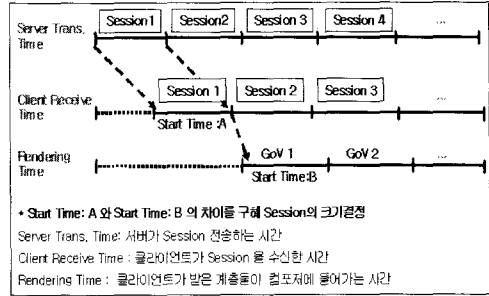 Server Trans. Time
Session1
Session2
Session 3
Session 4
...
Client Receive Time
Session 1
Session 2
Session 3
...
Start Time :A
Rendering Time
GoV 1
GoV 2
...
Start Time:B
* Start Time: A 와 Start Time: B 의 차이를 구해 Session의 크기결정
Server Trans. Time: 서버가 Session 전송하는 시간
Client Receive Time : 클라이언트가 Session 을 수신한 시간
Rendering Time : 클라이언트가 받은 계층들이 컴포저에 들어가는 시간